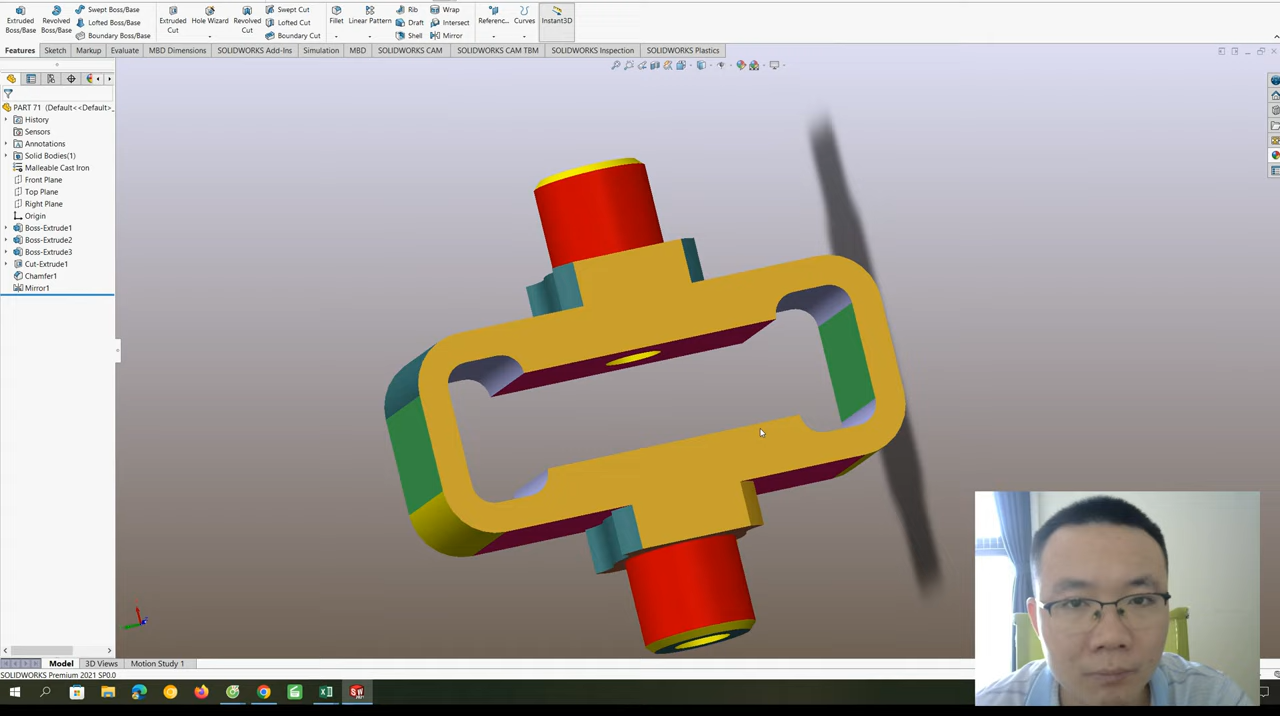 Extruded Boss/Base
Revolved Boss/Base
Swept Boss/Base
Lofted Boss/Base
Boundary Boss/Base
Extruded Cut
Hole Wizard
Revolved Cut
Swept Cut
Lofted Cut
Boundary Cut
Fillet
Linear Pattern
Rib
Draft
Shell
Wrap
Intersect
Mirror
Referenc...
Curves
Instant3D
Features
Sketch
Markup
Evaluate
MBD Dimensions
SOLIDWORKS Add-Ins
Simulation
MBD
SOLIDWORKS CAM
SOLIDWORKS CAM TBM
SOLIDWORKS Inspection
SOLIDWORKS Plastics
PART 71 (Default<<Default>_
History
Sensors
Annotations
Solid Bodies(1)
Malleable Cast Iron
Front Plane
Top Plane
Right Plane
Origin
Boss-Extrude1
Boss-Extrude2
Boss-Extrude3
Cut-Extrude1
Chamfer1
Mirror1
Model
3D Views
Motion Study 1
SOLIDWORKS Premium 2021 SP0.0